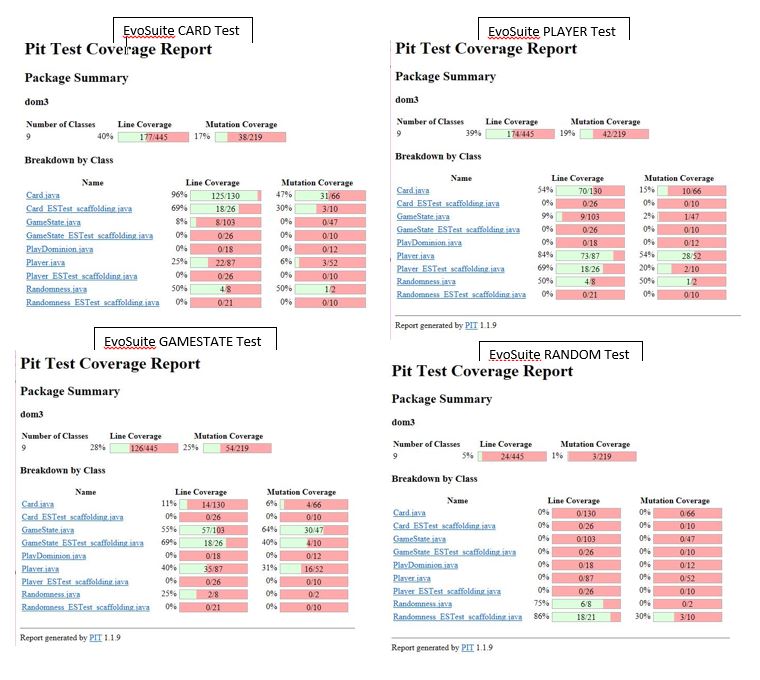 EvoSuite CARD Test
Pit Test Coverage Report
Package Summary
dom3
Number of Classes Line Coverage Mutation Coverage
9 40% 177/445 17% 38/219
Breakdown by Class
Name Line Coverage Mutation Coverage
Card.java 96% 125/130 47% 31/66
Card_ESTest_scaffolding.java 69% 18/26 30% 3/10
GameState.java 8% 8/103 0% 0/47
GameState_ESTest_scaffolding.java 0% 0/26 0% 0/10
PlayDominion.java 0% 0/18 0% 0/12
Player.java 25% 22/87 6% 3/52
Player_ESTest_scaffolding.java 0% 0/26 0% 0/10
Randomness.java 50% 4/8 50% 1/2
Randomness_ESTest_scaffolding.java 0% 0/21 0% 0/10
EvoSuite PLAYER Test
Pit Test Coverage Report
Package Summary
dom3
Number of Classes Line Coverage Mutation Coverage
9 39% 174/445 19% 42/219
Breakdown by Class
Name Line Coverage Mutation Coverage
Card.java 54% 70/130 15% 10/66
Card_ESTest_scaffolding.java 0% 0/26 0% 0/10
GameState.java 9% 9/103 2% 1/47
GameState_ESTest_scaffolding.java 0% 0/26 0% 0/10
PlayDominion.java 0% 0/18 0% 0/12
Player.java 84% 73/87 54% 28/52
Player_ESTest_scaffolding.java 69% 18/26 20% 2/10
Randomness.java 50% 4/8 50% 1/2
Randomness_ESTest_scaffolding.java 0% 0/21 0% 0/10
Report generated by PIT 1.1.9
EvoSuite GAMESTATE Test
Pit Test Coverage Report
Package Summary
dom3
Number of Classes Line Coverage Mutation Coverage
9 28% 126/445 25% 54/219
Breakdown by Class
Name Line Coverage Mutation Coverage
Card.java 11% 14/130 6% 4/66
Card_ESTest_scaffolding.java 0% 0/26 0% 0/10
GameState.java 55% 57/103 64% 30/47
GameState_ESTest_scaffolding.java 69% 18/26 40% 4/10
PlayDominion.java 0% 0/18 0% 0/12
Player.java 40% 35/87 31% 16/52
Player_ESTest_scaffolding.java 0% 0/26 0% 0/10
Randomness.java 25% 2/8 0% 0/2
Randomness_ESTest_scaffolding.java 0% 0/21 0% 0/10
Report generated by PIT 1.1.9
EvoSuite RANDOM Test
Pit Test Coverage Report
Package Summary
dom3
Number of Classes Line Coverage Mutation Coverage
9 5% 24/445 1% 3/219
Breakdown by Class
Name Line Coverage Mutation Coverage
Card.java 0% 0/130 0% 0/66
Card_ESTest_scaffolding.java 0% 0/26 0% 0/10
GameState.java 0% 0/103 0% 0/47
GameState_ESTest_scaffolding.java 0% 0/26 0% 0/10
PlayDominion.java 0% 0/18 0% 0/12
Player.java 0% 0/87 0% 0/52
Player_ESTest_scaffolding.java 0% 0/26 0% 0/10
Randomness.java 75% 6/8 0% 0/2
Randomness_ESTest_scaffolding.java 86% 18/21 30% 3/10
Report generated by PIT 1.1.9